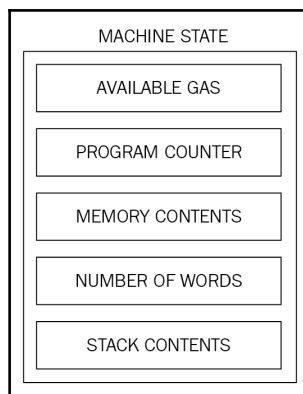 MACHINE STATE
AVAILABLE GAS
PROGRAM COUNTER
MEMORY CONTENTS
NUMBER OF WORDS
STACK CONTENTS